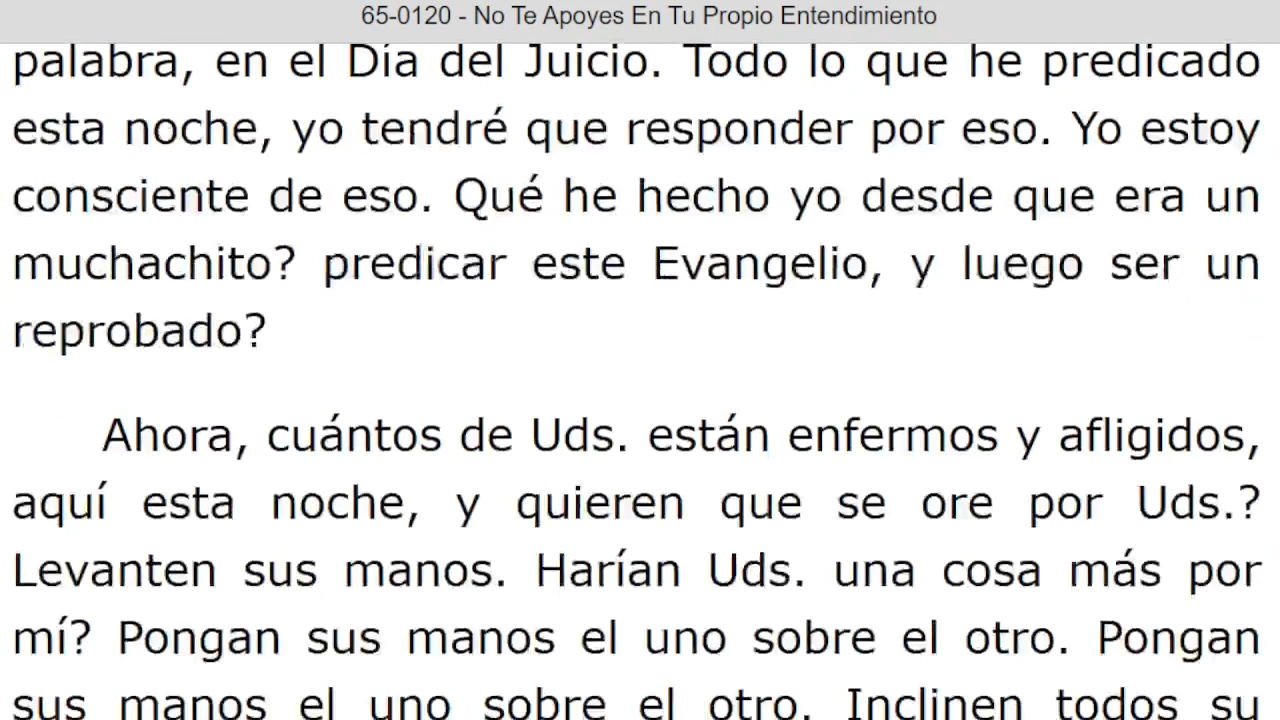 65-0120 - No Te Apoyes En Tu Propio Entendimiento
palabra, en el Día del Juicio. Todo lo que he predicado
esta noche, yo tendré que responder por eso. Yo estoy
consciente de eso. Qué he hecho yo desde que era un
muchachito? predicar este Evangelio, y luego ser un
reprobado?
Ahora, cuántos de Uds. están enfermos y afligidos,
aquí esta noche, y quieren que se ore por Uds.?
Levanten sus manos. Harían Uds. una cosa más por
mí? Pongan sus manos el uno sobre el otro. Pongan
sus manos el uno sobre el otro. Inclinen todos su